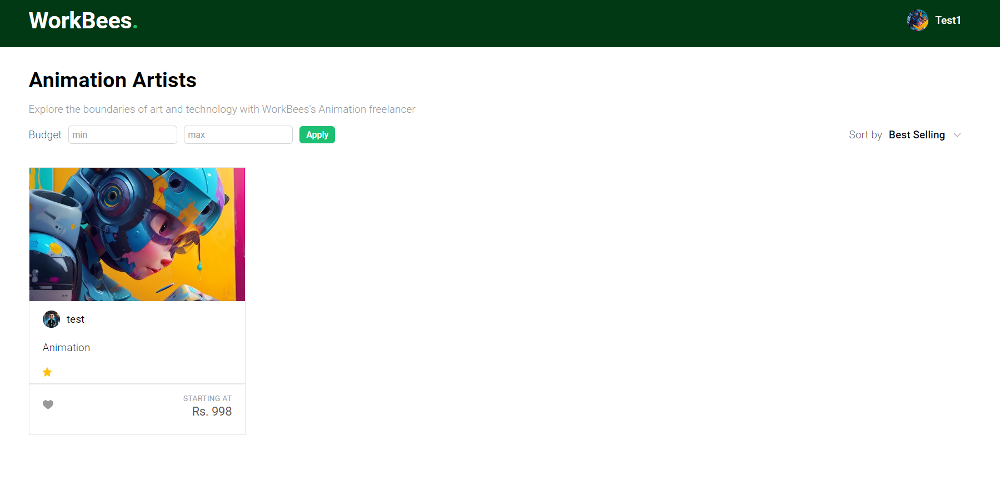 WorkBees.
Test1
Animation Artists
Explore the boundaries of art and technology with WorkBees's Animation freelancer
Budget min max Apply
Sort by Best Selling
test
Animation
STARTING AT
Rs. 998